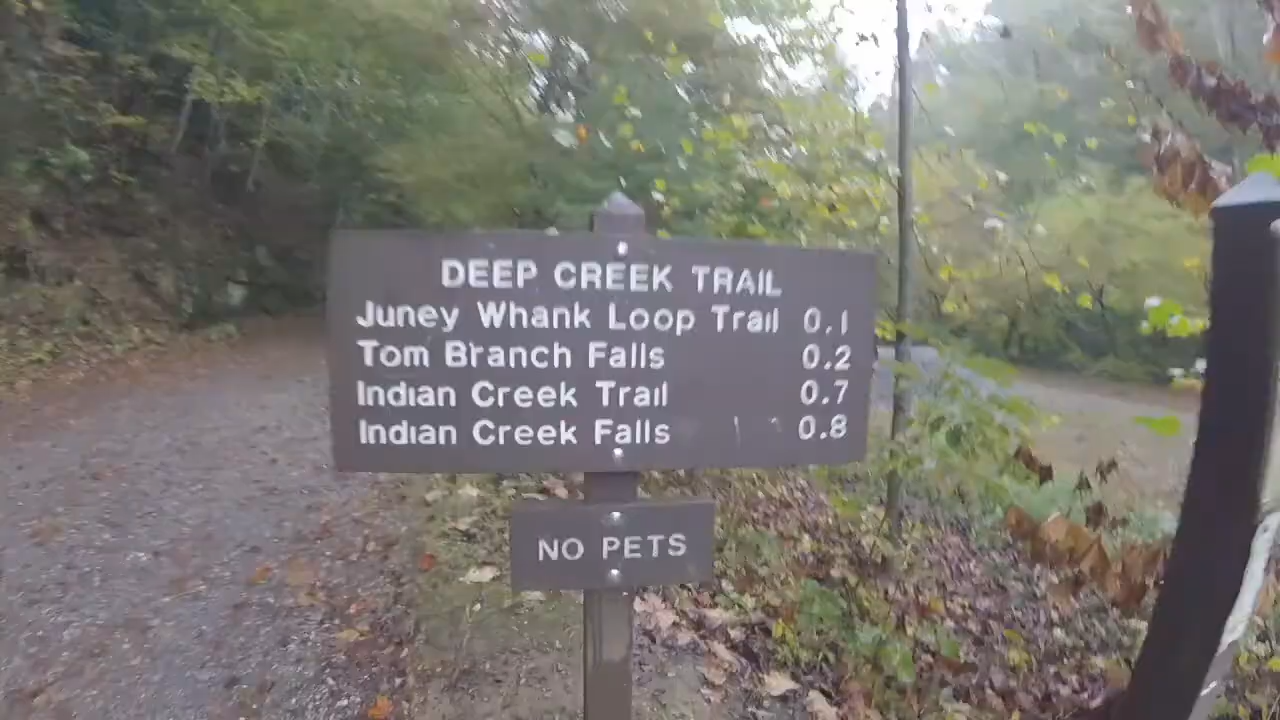 DEEP CREEK TRAIL
Juney Whank Loop Trail 0.1
Tom Branch Falls 0.2
Indian Creek Trail 0.7
Indian Creek Falls 0.8
NO PETS